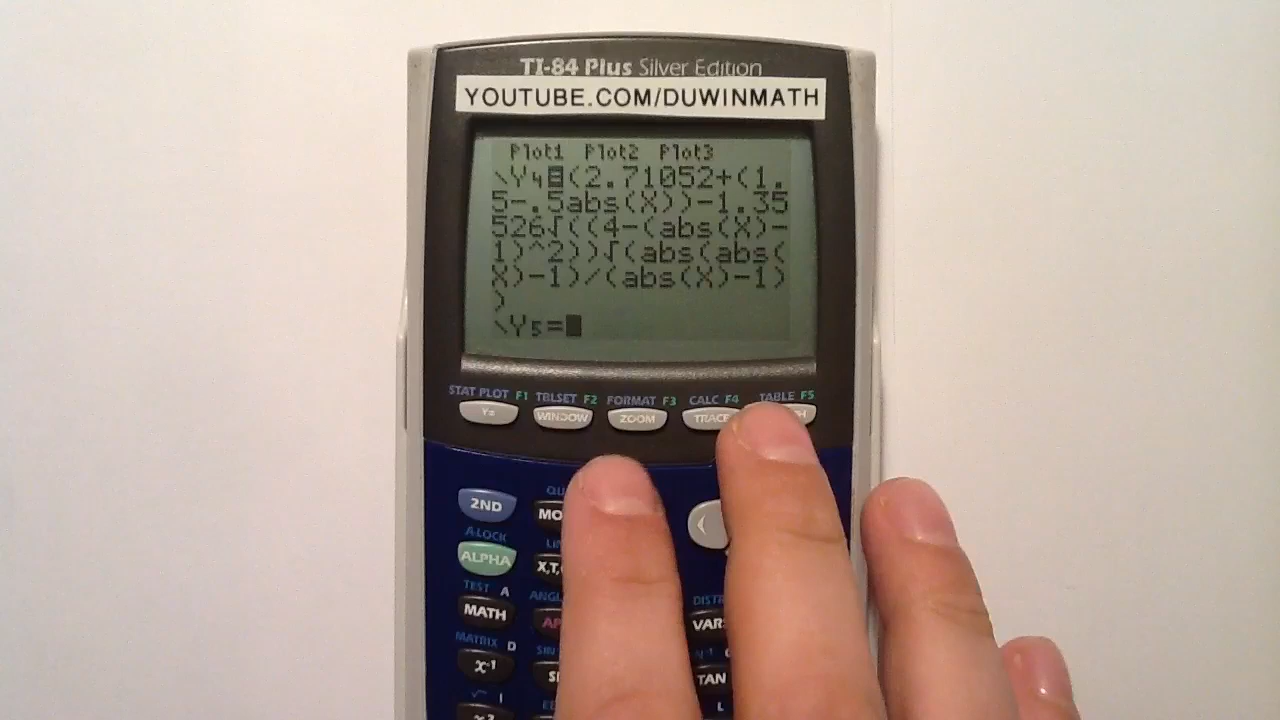 TI-84 Plus Silver Edition
YOUTUBE.COM/DUWINMATH
Plot1 Plot2 Plot3
\Y4=(2.71052+(1.
5-.5abs(X))-1.35
526√((4-(abs(X)-
1)^2))√(abs(abs(
X)-1)/(abs(X)-1)
)
\Y5=
STAT PLOT F1 TBLSET F2 FORMAT F3 CALC F4 TABLE F5
Y= WINDOW ZOOM TRACE
2ND
A-LOCK
ALPHA
TEST A
MATH
DISTR
MATRIX D
x-1
TAN
√ I
L
x2